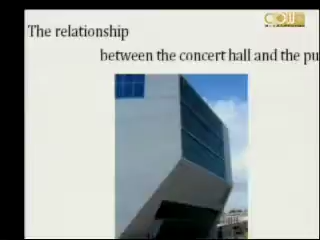 The relationship
between the concert hall and the pu